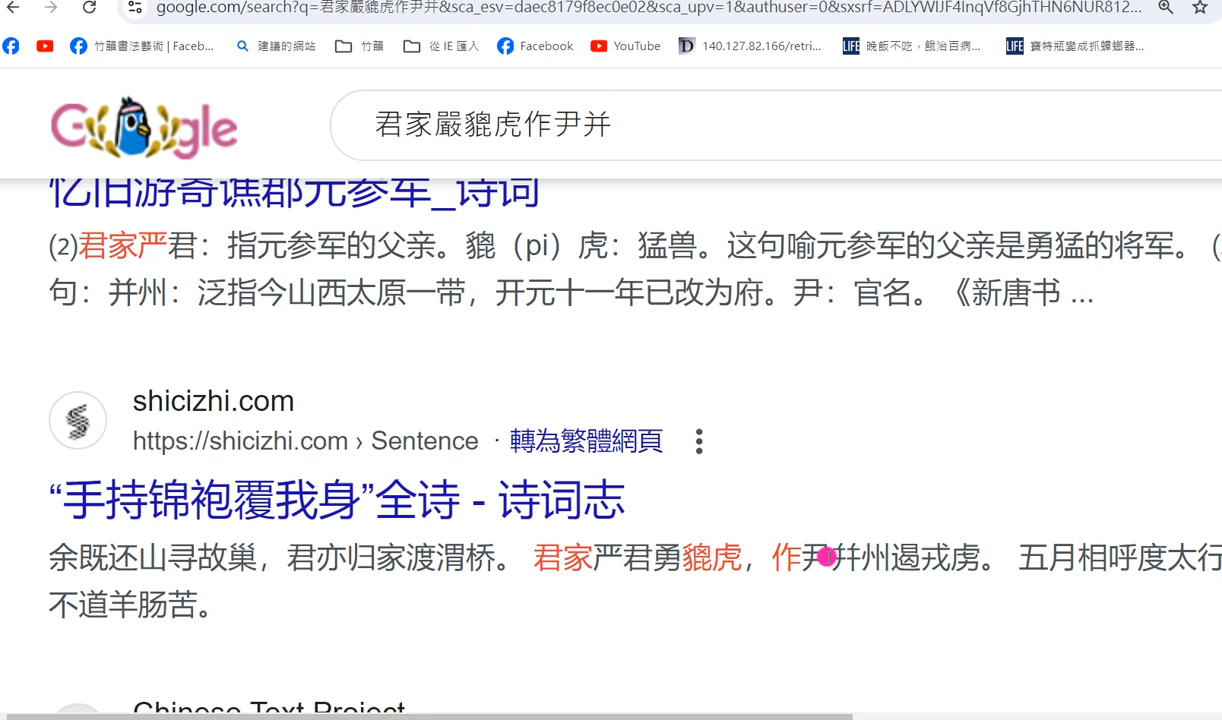 google.com/search?q=君家嚴貔虎作尹并&sca_esv=daec8179f8ec0e02&sca_upv=1&authuser=0&sxsrf=ADLYWIJF4InqVf8GjhTHN6NUR812...
竹韻書法藝術 | Faceb... 建議的網站 竹韻 從 IE 匯入 Facebook YouTube 140.127.82.166/retri... LIFE 晚飯不吃，餓治百病... LIFE 寶特瓶變成抓蟑螂器...
Google 君家嚴貔虎作尹并
忆旧游寄谯郡元参军_诗词
(2)君家严君：指元参军的父亲。貔（pi）虎：猛兽。这句喻元参军的父亲是勇猛的将军。
句：并州：泛指今山西太原一带，开元十一年已改为府。尹：官名。《新唐书 ...
shicizhi.com
https://shicizhi.com › Sentence · 轉為繁體網頁
“手持锦袍覆我身”全诗 - 诗词志
余既还山寻故巢，君亦归家渡渭桥。 君家严君勇貔虎，作尹并州遏戎虏。 五月相呼度太行
不道羊肠苦。
Chinese Text Project